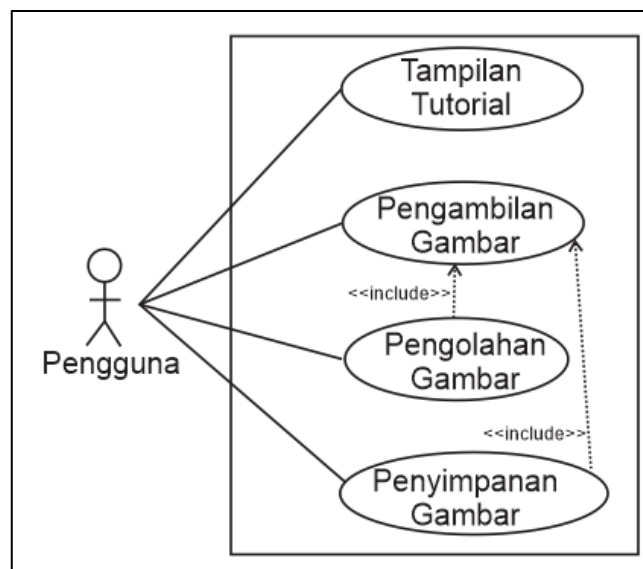 Tampilan
Tutorial
Pengambilan
Gambar
<<include>>
Pengolahan
Gambar
Pengguna
<<include>>
Penyimpanan
Gambar